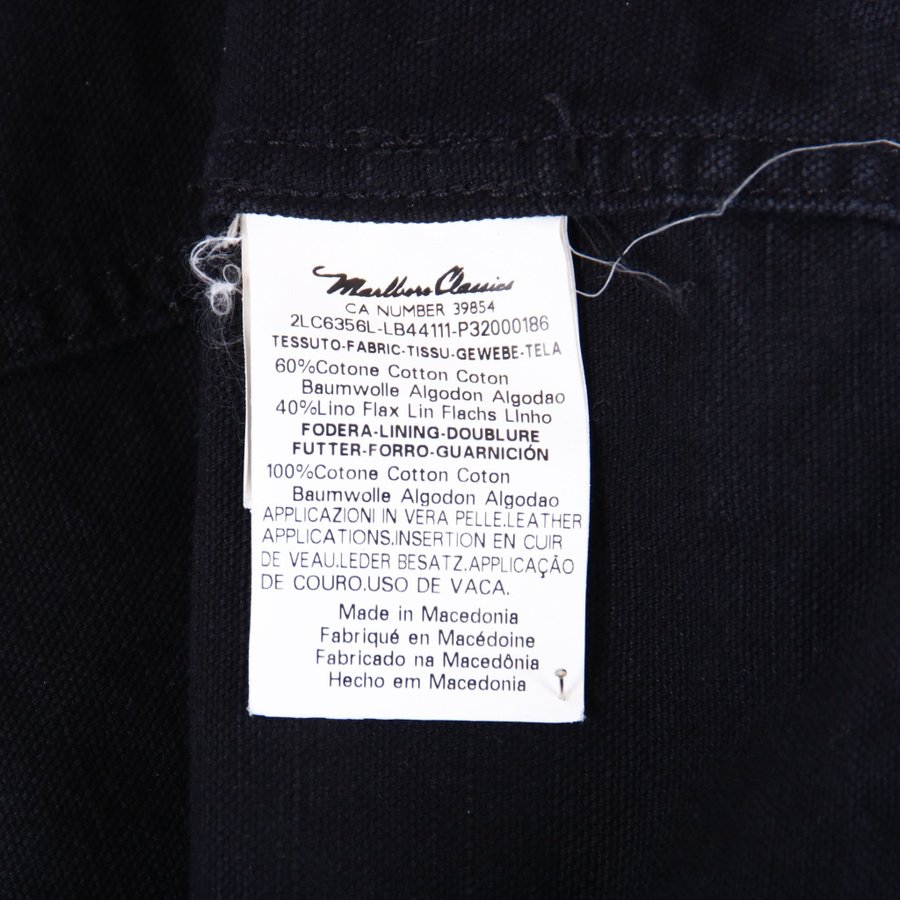 Marlboro Classics
CA NUMBER 39854
2LC6356L-LB44111-P32000186
TESSUTO-FABRIC-TISSU-GEWEBE-TELA
60%Cotone Cotton Coton
Baumwolle Algodon Algodao
40%Lino Flax Lin Flachs LInho
FODERA-LINING-DOUBLURE
FUTTER-FORRO-GUARNICIÓN
100%Cotone Cotton Coton
Baumwolle Algodon Algodao
APPLICAZIONI IN VERA PELLE.LEATHER
APPLICATIONS.INSERTION EN CUIR
DE VEAU.LEDER BESATZ.APPLICAÇÃO
DE COURO.USO DE VACA.
Made in Macedonia
Fabriqué en Macédoine
Fabricado na Macedônia
Hecho em Macedonia